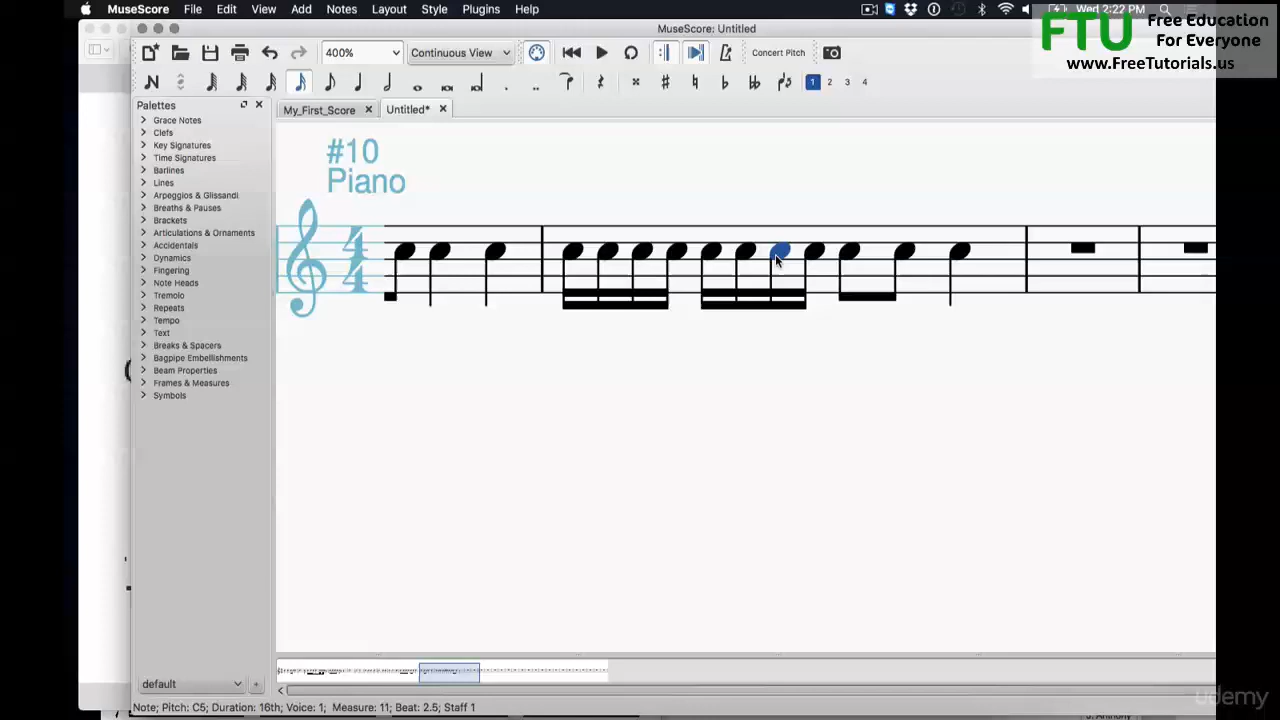 MuseScore File Edit View Add Notes Layout Style Plugins Help
Wed 2:22 PM
FTU Free Education
For Everyone
www.FreeTutorials.us
MuseScore: Untitled
400% Continuous View Concert Pitch
1 2 3 4
Palettes
My_First_Score Untitled*
Grace Notes
Clefs
Key Signatures
Time Signatures
Barlines
Lines
Arpeggios & Glissandi
Breaths & Pauses
Brackets
Articulations & Ornaments
Accidentals
Dynamics
Fingering
Note Heads
Tremolo
Repeats
Tempo
Text
Breaks & Spacers
Bagpipe Embellishments
Beam Properties
Frames & Measures
Symbols
#10
Piano
4
4
default
udemy
Note; Pitch: C5; Duration: 16th; Voice: 1; Measure: 11; Beat: 2.5; Staff 1